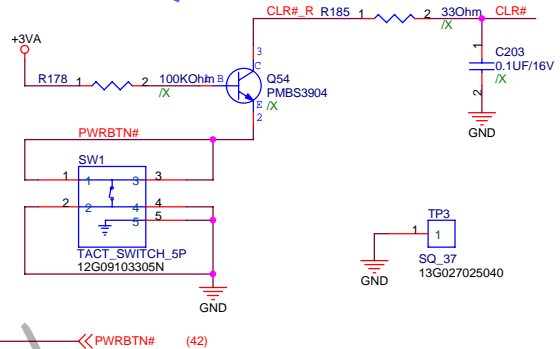 CLR#_R R185 1 2 33Ohm CLR#
/X
+3VA
3
C
1
C203
0.1UF/16V
/X
2
R178 1 2 100KOhm 1 B Q54
/X
PMBS3904
/X
E
2
GND
PWRBTN#
SW1
1 1 3 3
2 2 4 4
5 5
TACT_SWITCH_5P
12G09103305N
GND
TP3
1 1
SQ_37
13G027025040
GND
PWRBTN# (42)